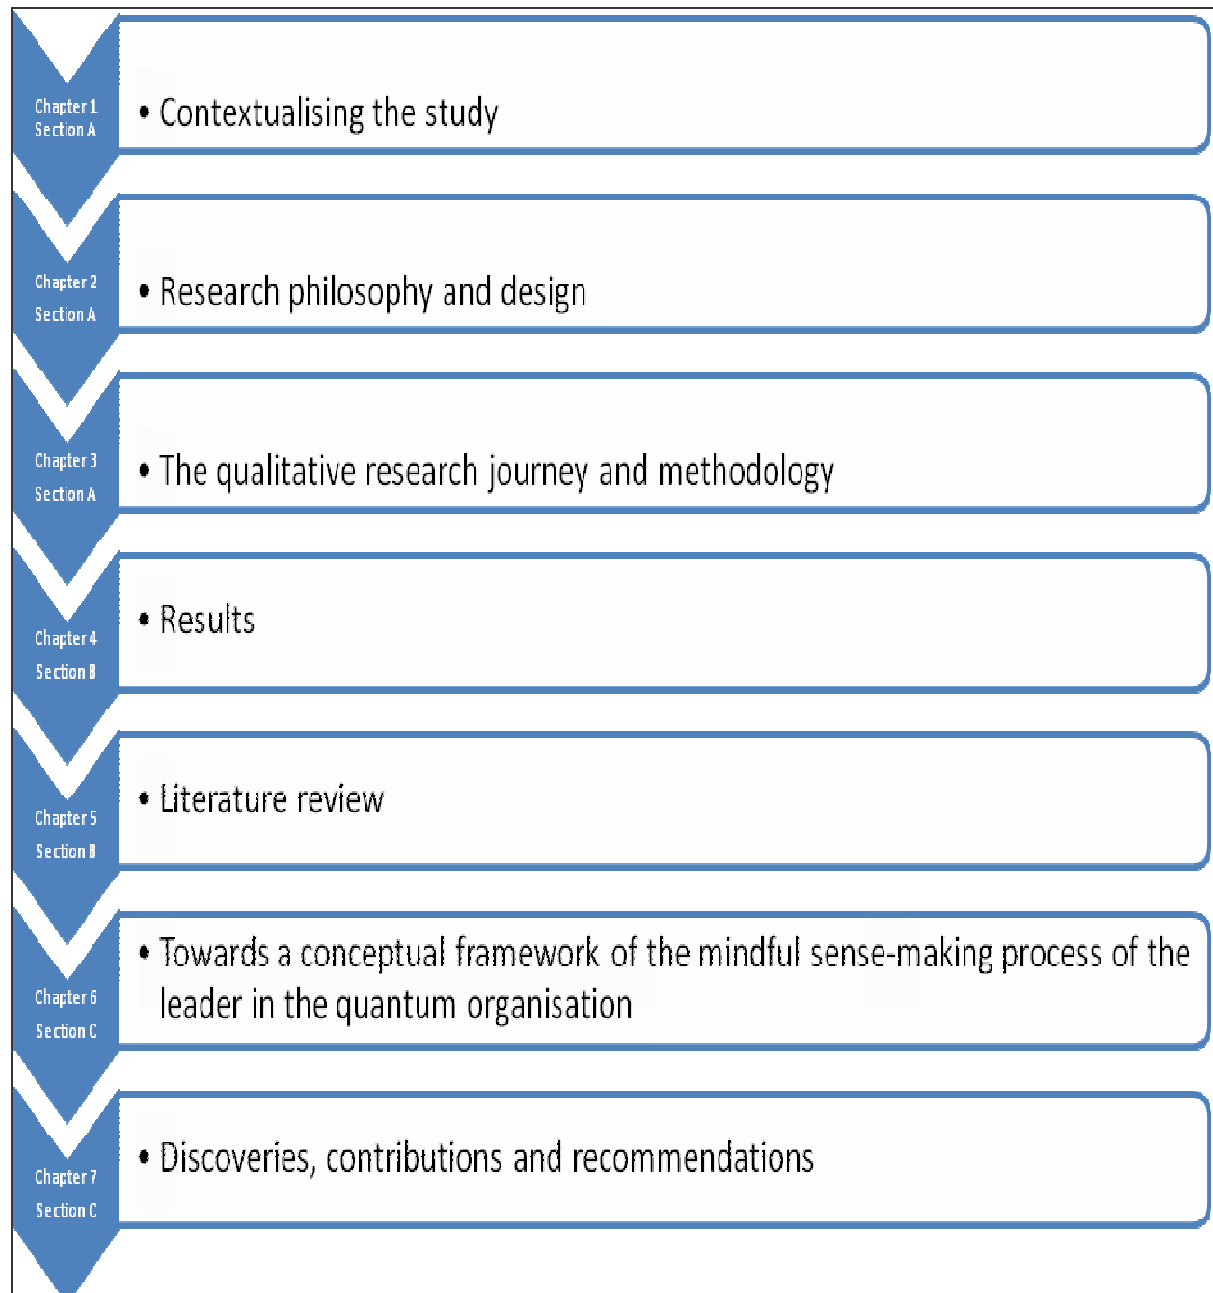 Chapter 1
Section A
• Contextualising the study
Chapter 2
Section A
• Research philosophy and design
Chapter 3
Section A
• The qualitative research journey and methodology
Chapter 4
Section B
• Results
Chapter 5
Section B
• Literature review
Chapter 6
Section C
• Towards a conceptual framework of the mindful sense-making process of the
leader in the quantum organisation
Chapter 7
Section C
• Discoveries, contributions and recommendations